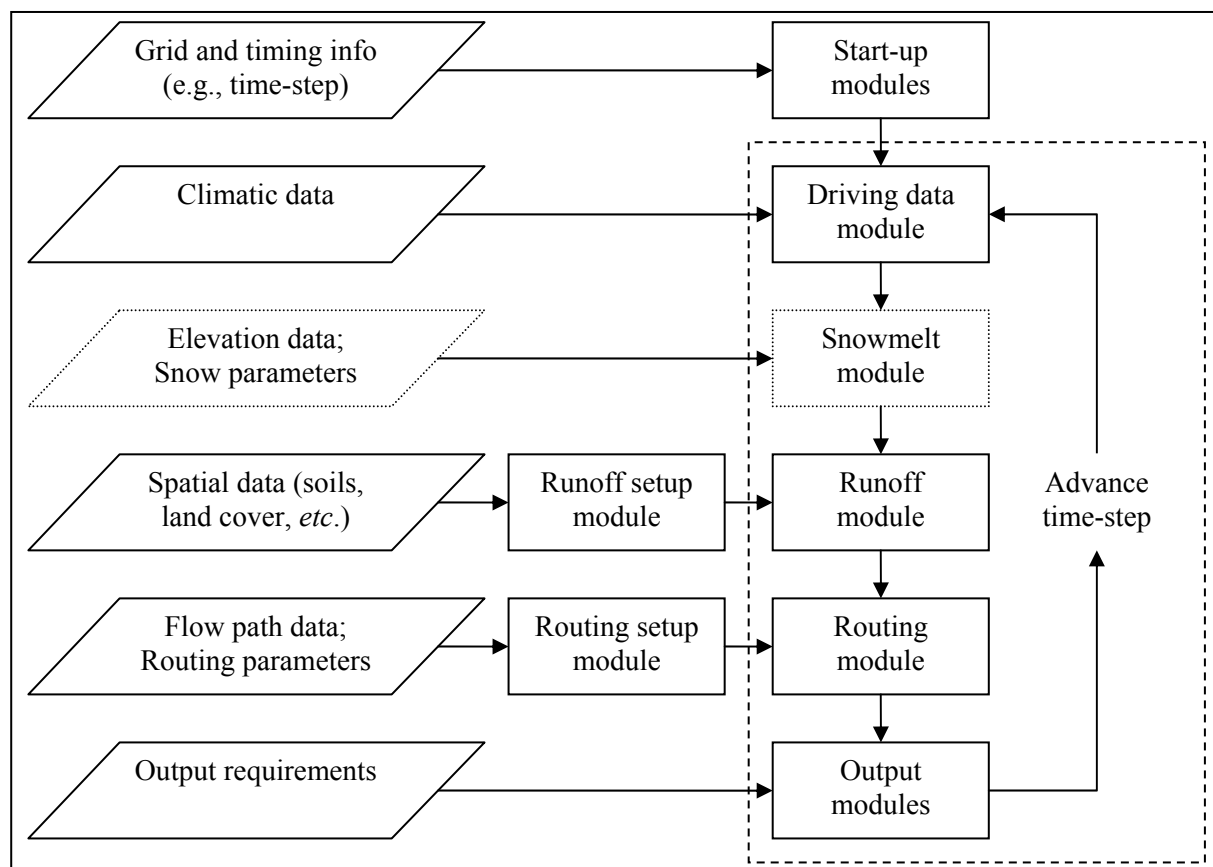 Grid and timing info
(e.g., time-step)
Start-up
modules
Climatic data
Driving data
module
Elevation data;
Snow parameters
Snowmelt
module
Spatial data (soils,
land cover, etc.)
Runoff setup
module
Runoff
module
Advance
time-step
Flow path data;
Routing parameters
Routing setup
module
Routing
module
Output requirements
Output
modules